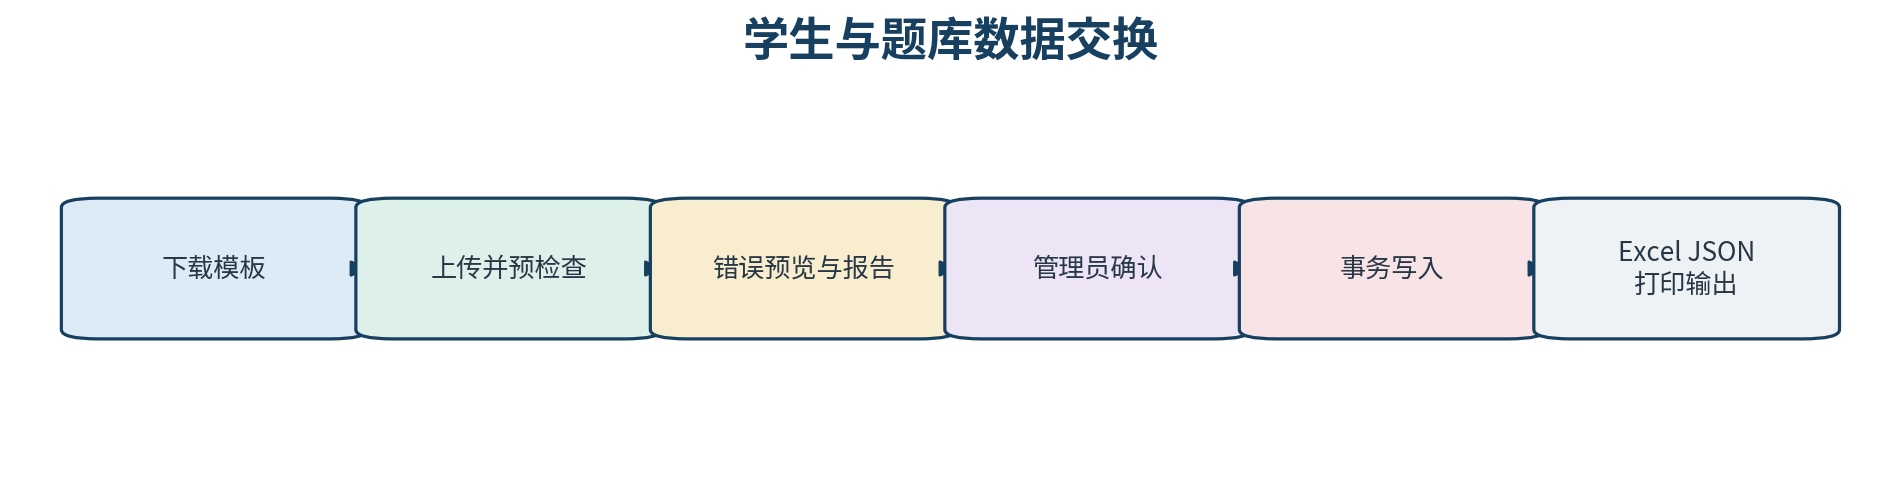 学生与题库数据交换
下载模板
上传并预检查
错误预览与报告
管理员确认
事务写入
Excel JSON
打印输出